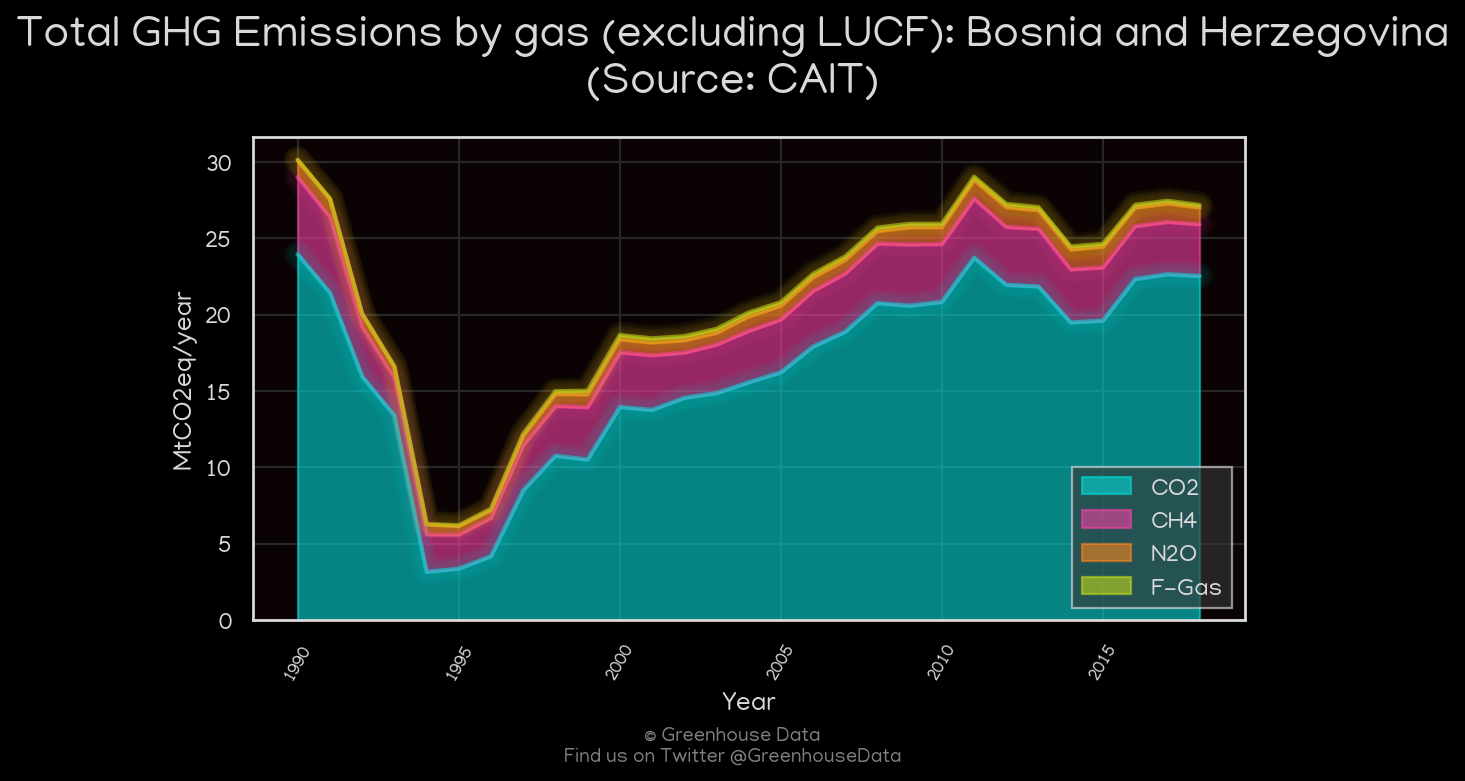 Total GHG Emissions by gas (excluding LUCF): Bosnia and Herzegovina
(Source: CAIT)
MtCO2eq/year
30
25
20
15
10
5
0
CO2
CH4
N2O
F-Gas
1990
1995
2000
2005
2010
2015
Year
© Greenhouse Data
Find us on Twitter @GreenhouseData